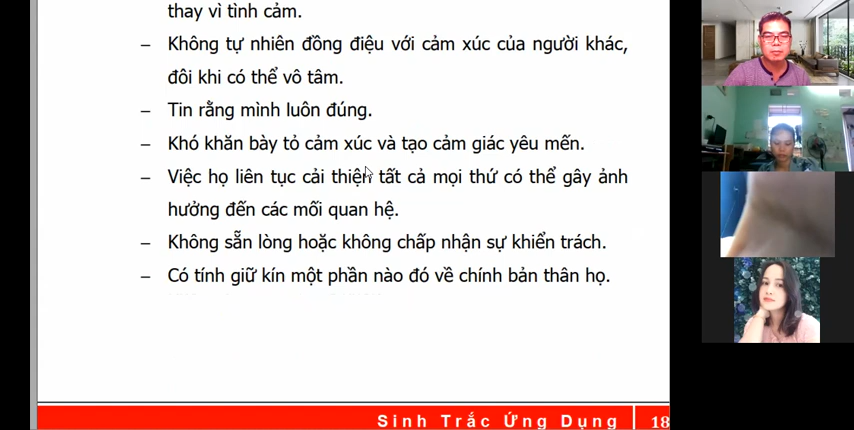 thay vì tình cảm.
– Không tự nhiên đồng điệu với cảm xúc của người khác,
đôi khi có thể vô tâm.
– Tin rằng mình luôn đúng.
– Khó khăn bày tỏ cảm xúc và tạo cảm giác yêu mến.
– Việc họ liên tục cải thiện tất cả mọi thứ có thể gây ảnh
hưởng đến các mối quan hệ.
– Không sẵn lòng hoặc không chấp nhận sự khiển trách.
– Có tính giữ kín một phần nào đó về chính bản thân họ.
Sinh Trắc Ứng Dụng 18